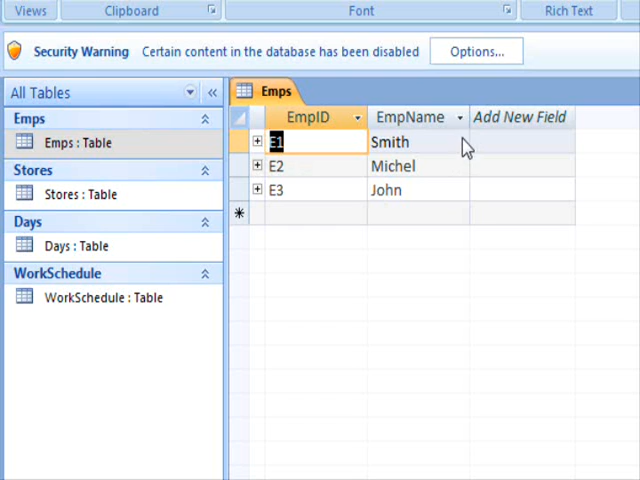 Views Clipboard Font Rich Text
Security Warning Certain content in the database has been disabled Options...
All Tables
Emps
Emps : Table
Stores
Stores : Table
Days
Days : Table
WorkSchedule
WorkSchedule : Table
Emps
EmpID EmpName Add New Field
E1 Smith
E2 Michel
E3 John